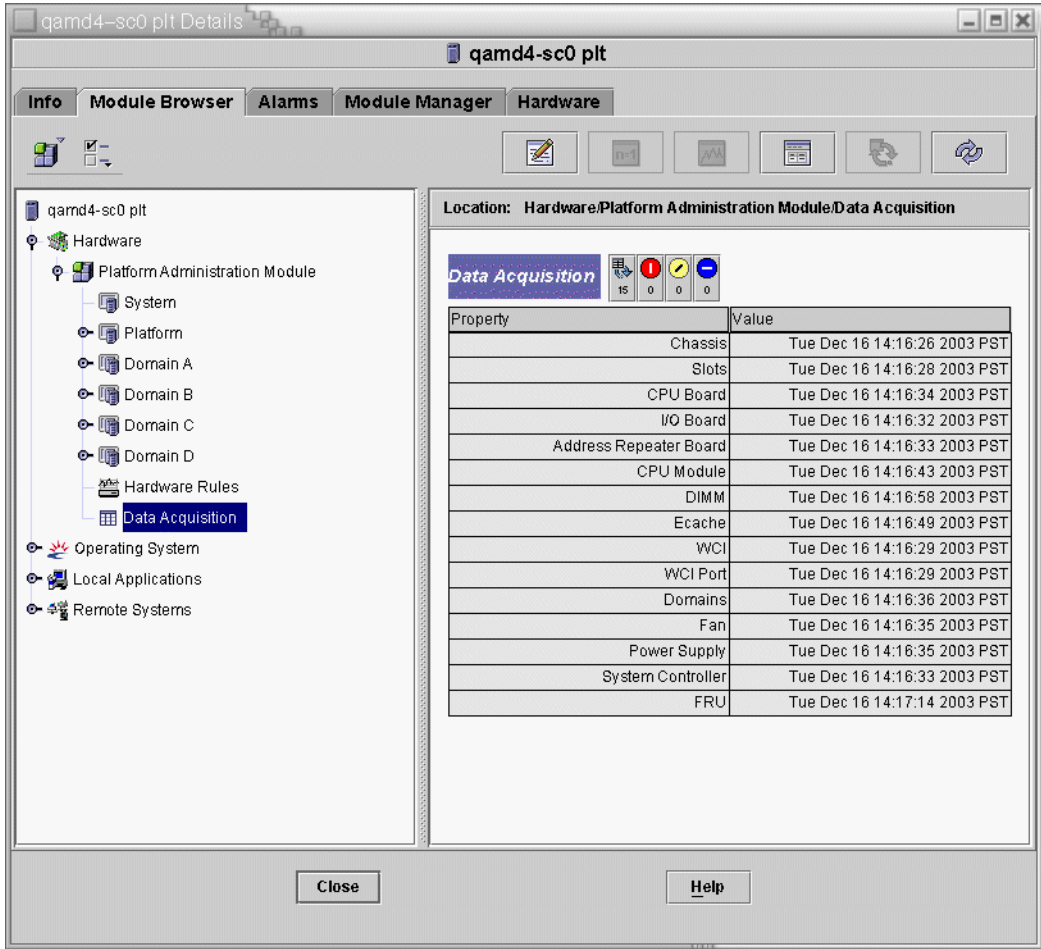 qamd4-sc0 plt Details
qamd4-sc0 plt
Info Module Browser Alarms Module Manager Hardware
n=1
qamd4-sc0 plt
Hardware
Platform Administration Module
System
Platform
Domain A
Domain B
Domain C
Domain D
Hardware Rules
Data Acquisition
Operating System
Local Applications
Remote Systems
Location: Hardware/Platform Administration Module/Data Acquisition
Data Acquisition 15 0 0 0
Property Value
Chassis Tue Dec 16 14:16:26 2003 PST
Slots Tue Dec 16 14:16:28 2003 PST
CPU Board Tue Dec 16 14:16:34 2003 PST
I/O Board Tue Dec 16 14:16:32 2003 PST
Address Repeater Board Tue Dec 16 14:16:33 2003 PST
CPU Module Tue Dec 16 14:16:43 2003 PST
DIMM Tue Dec 16 14:16:58 2003 PST
Ecache Tue Dec 16 14:16:49 2003 PST
WCI Tue Dec 16 14:16:29 2003 PST
WCI Port Tue Dec 16 14:16:29 2003 PST
Domains Tue Dec 16 14:16:36 2003 PST
Fan Tue Dec 16 14:16:35 2003 PST
Power Supply Tue Dec 16 14:16:35 2003 PST
System Controller Tue Dec 16 14:16:33 2003 PST
FRU Tue Dec 16 14:17:14 2003 PST
Close Help